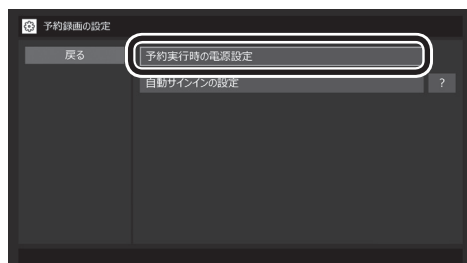 予約録画の設定
戻る
予約実行時の電源設定
自動サインインの設定
?